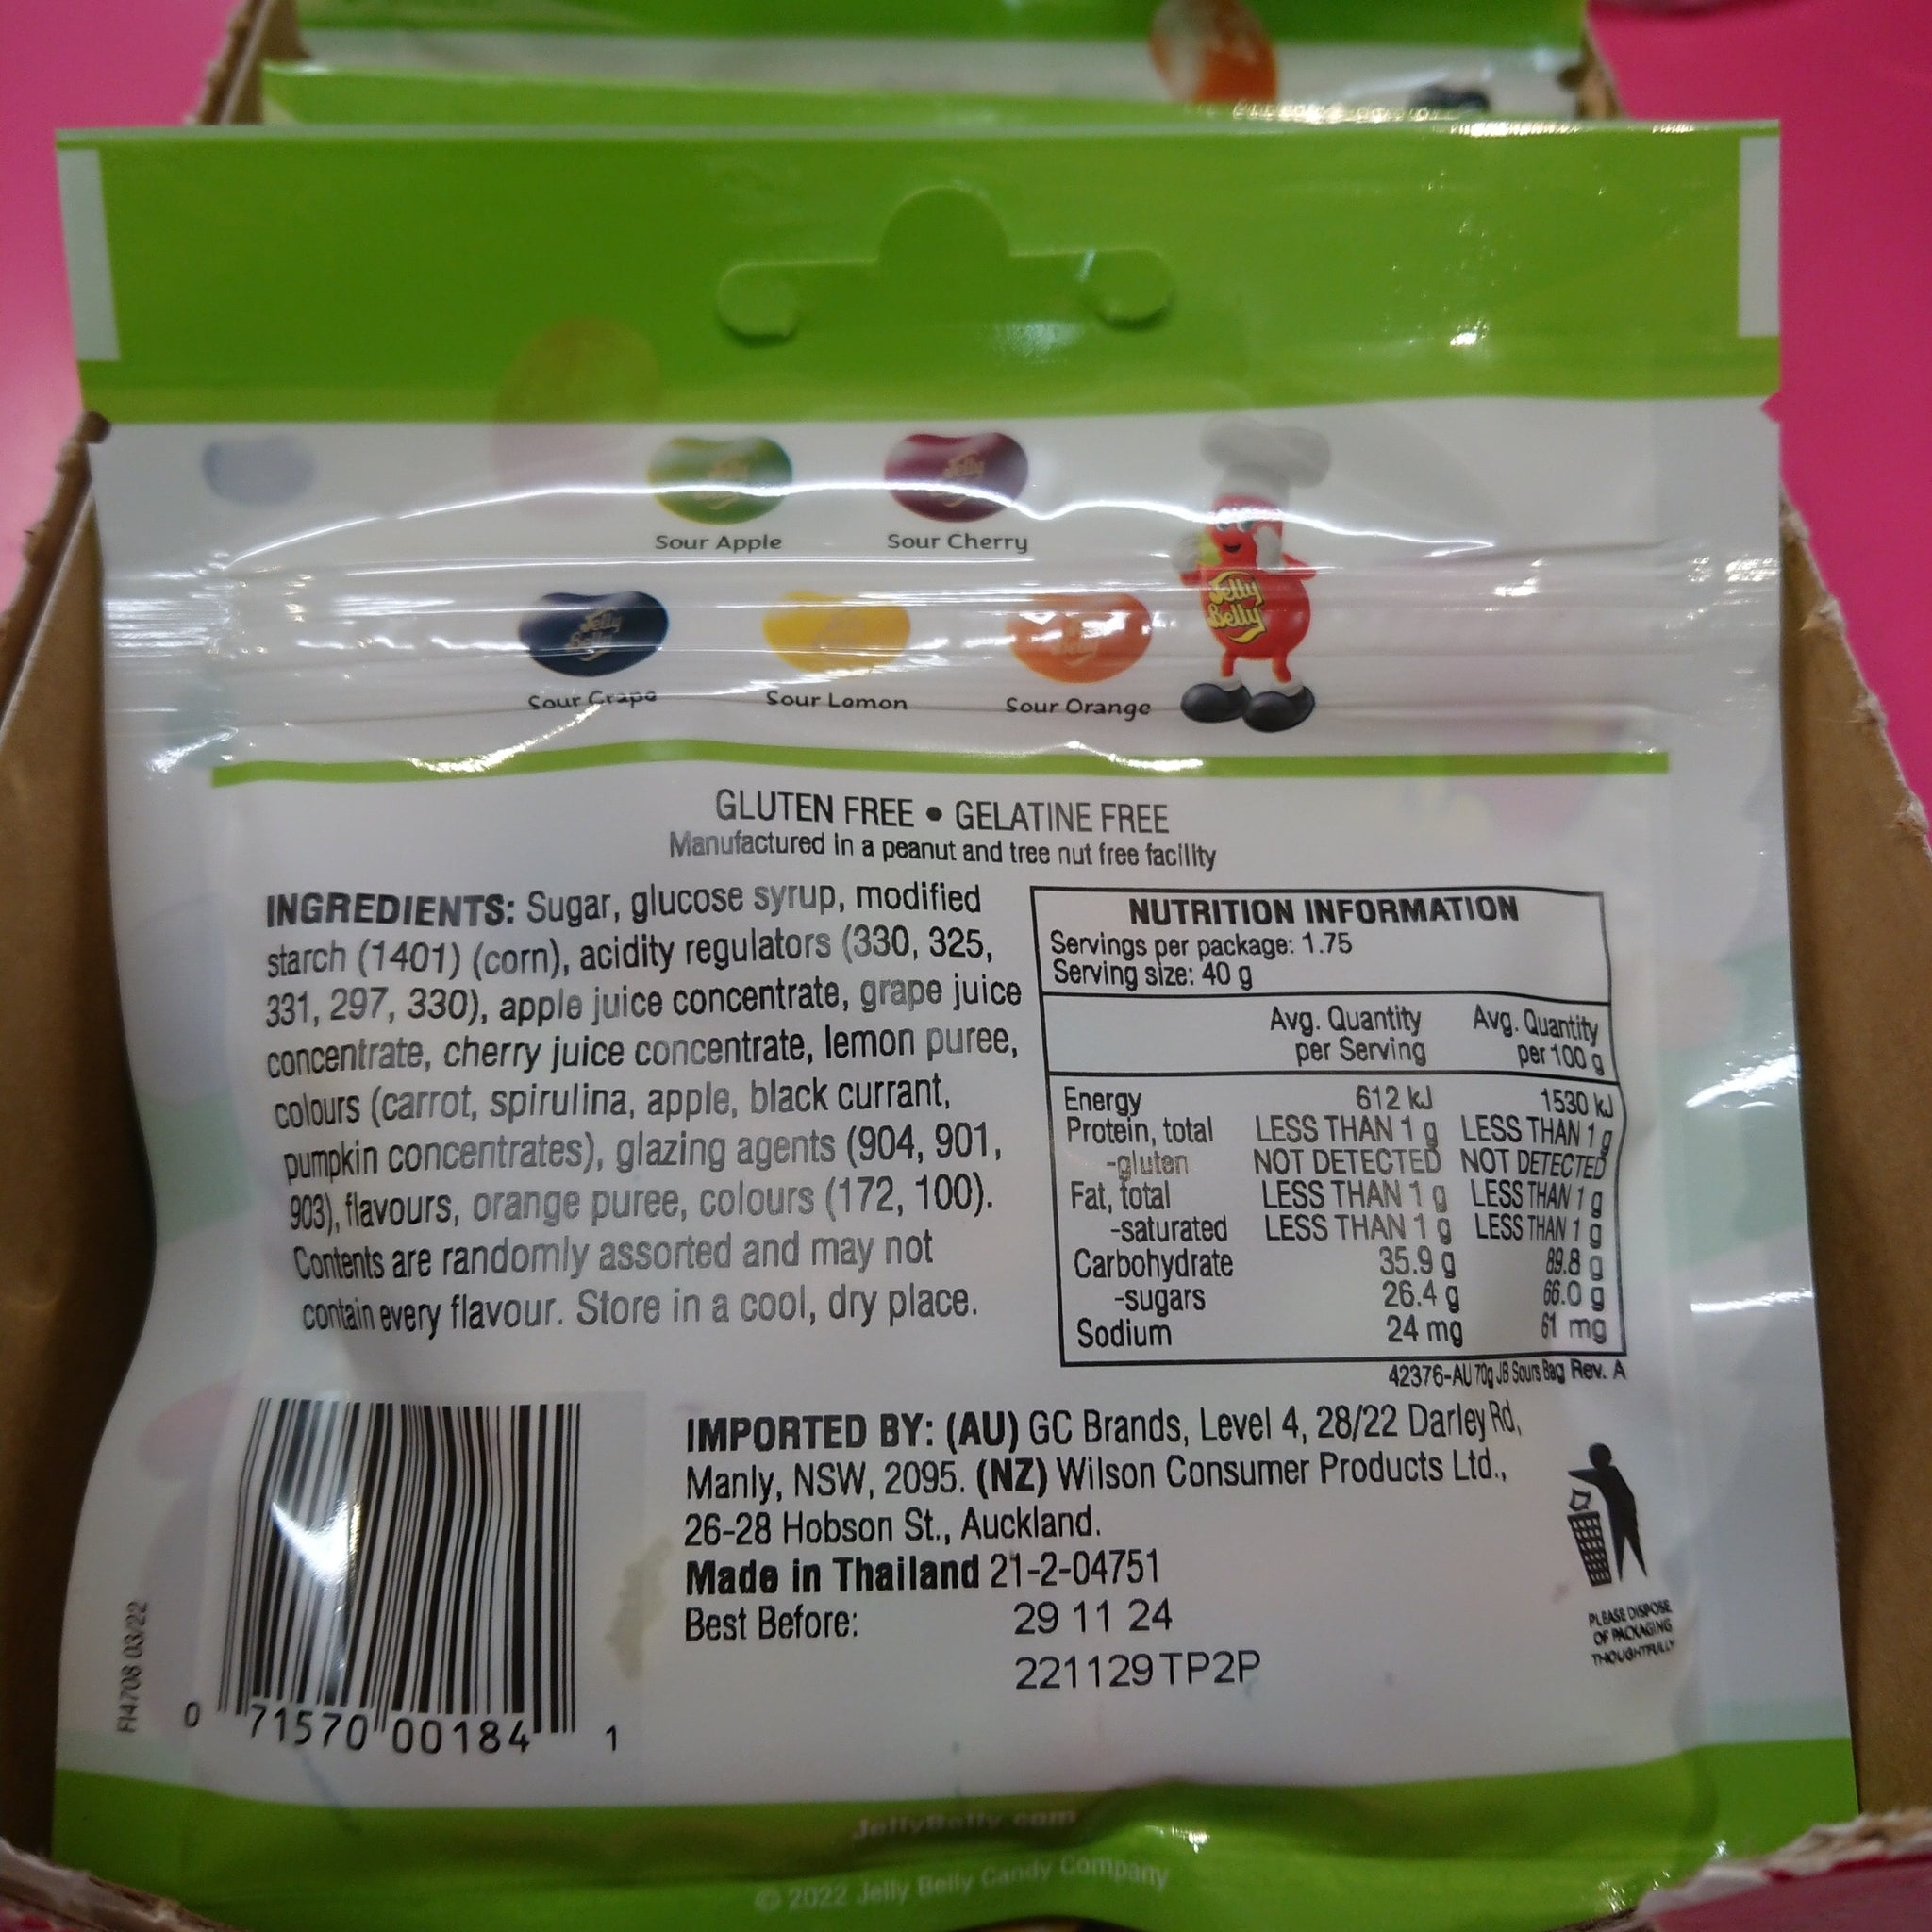 Sour Apple
Sour Cherry
Jelly
Belly
Sour Grape
Sour Lemon
Sour Orange
GLUTEN FREE • GELATINE FREE
Manufactured in a peanut and tree nut free facility
INGREDIENTS: Sugar, glucose syrup, modified
starch (1401) (corn), acidity regulators (330, 325,
331, 297, 330), apple juice concentrate, grape juice
concentrate, cherry juice concentrate, lemon puree,
colours (carrot, spirulina, apple, black currant,
pumpkin concentrates), glazing agents (904, 901,
903), flavours, orange puree, colours (172, 100).
Contents are randomly assorted and may not
contain every flavour. Store in a cool, dry place.
NUTRITION INFORMATION
Servings per package: 1.75
Serving size: 40 g
Avg. Quantity Avg. Quantity
per Serving per 100 g
Energy 612 kJ 1530 kJ
Protein, total LESS THAN 1 g LESS THAN 1 g
-gluten NOT DETECTED NOT DETECTED
Fat, total LESS THAN 1 g LESS THAN 1 g
-saturated LESS THAN 1 g LESS THAN 1 g
Carbohydrate 35.9 g 89.8 g
-sugars 26.4 g 66.0 g
Sodium 24 mg 61 mg
42376-AU 70g JB Sours Bag Rev. A
IMPORTED BY: (AU) GC Brands, Level 4, 28/22 Darley Rd,
Manly, NSW, 2095. (NZ) Wilson Consumer Products Ltd.,
26-28 Hobson St., Auckland.
Made in Thailand 21-2-04751
Best Before: 29 11 24
221129 TP2P
PLEASE DISPOSE
OF PACKAGING
THOUGHTFULLY
FI4708 03/22
0 71570 00184 1
JellyBelly.com
© 2022 Jelly Belly Candy Company